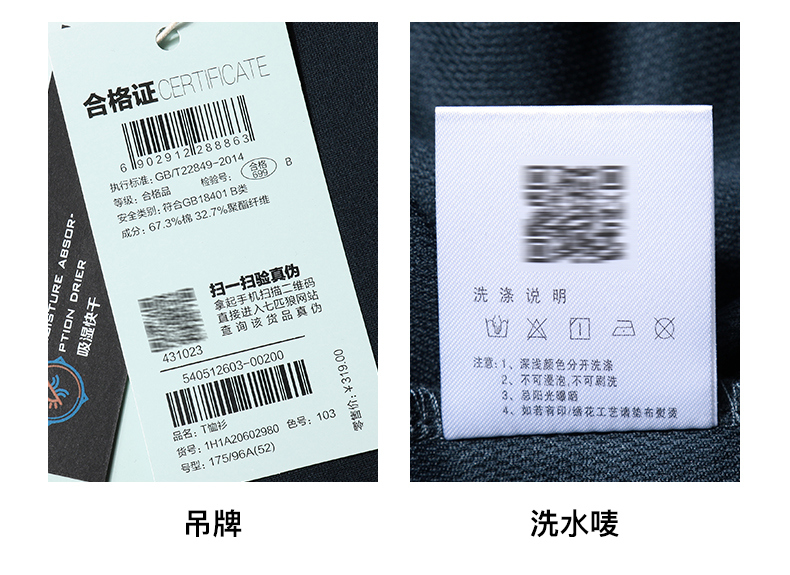 合格证CERTIFICATE
6 902912 288863
执行标准: GB/T22849-2014
等级: 合格品 检验号: 合格 699 B
安全类别: 符合GB18401 B类
成分: 67.3%棉 32.7%聚酯纤维
扫一扫验真伪
拿起手机扫描二维码
直接进入七匹狼网站
查询该货品真伪
431023
540512603-00200
品名: T恤衫
货号: 1H1A20602980 色号: 103
号型: 175/96A(52)
ISTURE ABSOR-
PTION DRIER
吸湿快干
洗涤说明
注意: 1、深浅颜色分开洗涤
2、不可浸泡,不可刷洗
3、忌阳光曝晒
4、如若有印/绣花工艺请垫布熨烫
吊牌
洗水唛